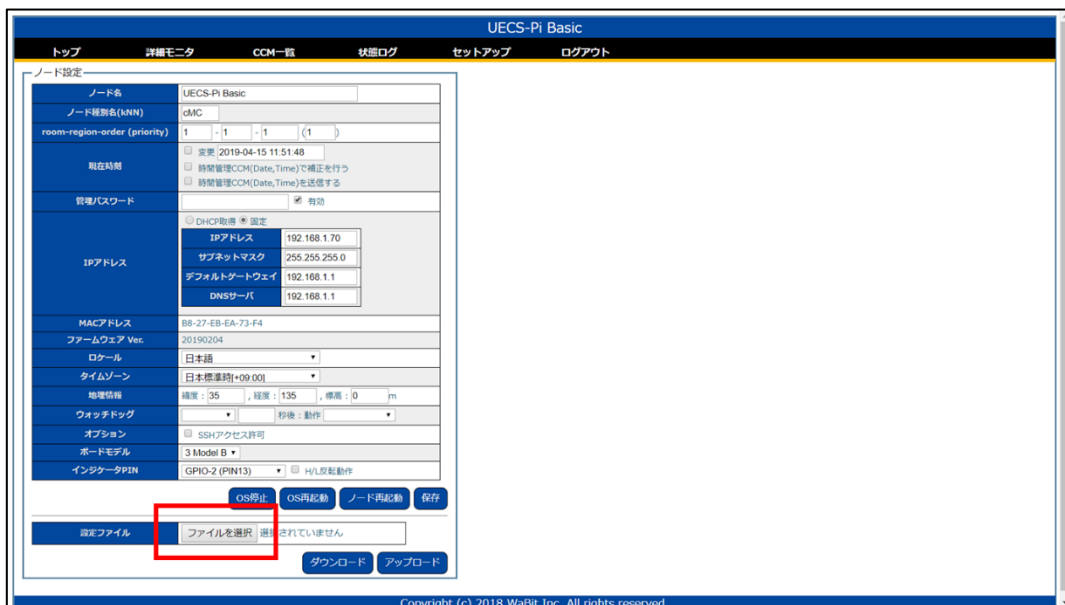 UECS-Pi Basic
トップ 詳細モニタ CCM一覧 状態ログ セットアップ ログアウト
ノード設定
ノード名 UECS-Pi Basic
ノード種別名(kNN) cMC
room-region-order (priority) 1 - 1 - 1 (1 )
現在時刻
変更 2019-04-15 11:51:48
時間管理CCM(Date,Time)で補正を行う
時間管理CCM(Date,Time)を送信する
管理パスワード 有効
IPアドレス
DHCP取得 固定
IPアドレス 192.168.1.70
サブネットマスク 255.255.255.0
デフォルトゲートウェイ 192.168.1.1
DNSサーバ 192.168.1.1
MACアドレス B8-27-EB-EA-73-F4
ファームウェア Ver. 20190204
ロケール 日本語
タイムゾーン 日本標準時[+09:00]
地理情報 緯度 : 35 , 経度 : 135 , 標高 : 0 m
ウォッチドッグ 秒後 : 動作
オプション SSHアクセス許可
ボードモデル 3 Model B
インジケータPIN GPIO-2 (PIN13) H/L反転動作
OS停止 OS再起動 ノード再起動 保存
設定ファイル ファイルを選択 選択されていません
ダウンロード アップロード
Copyright (c) 2018 WaBit Inc. All rights reserved.